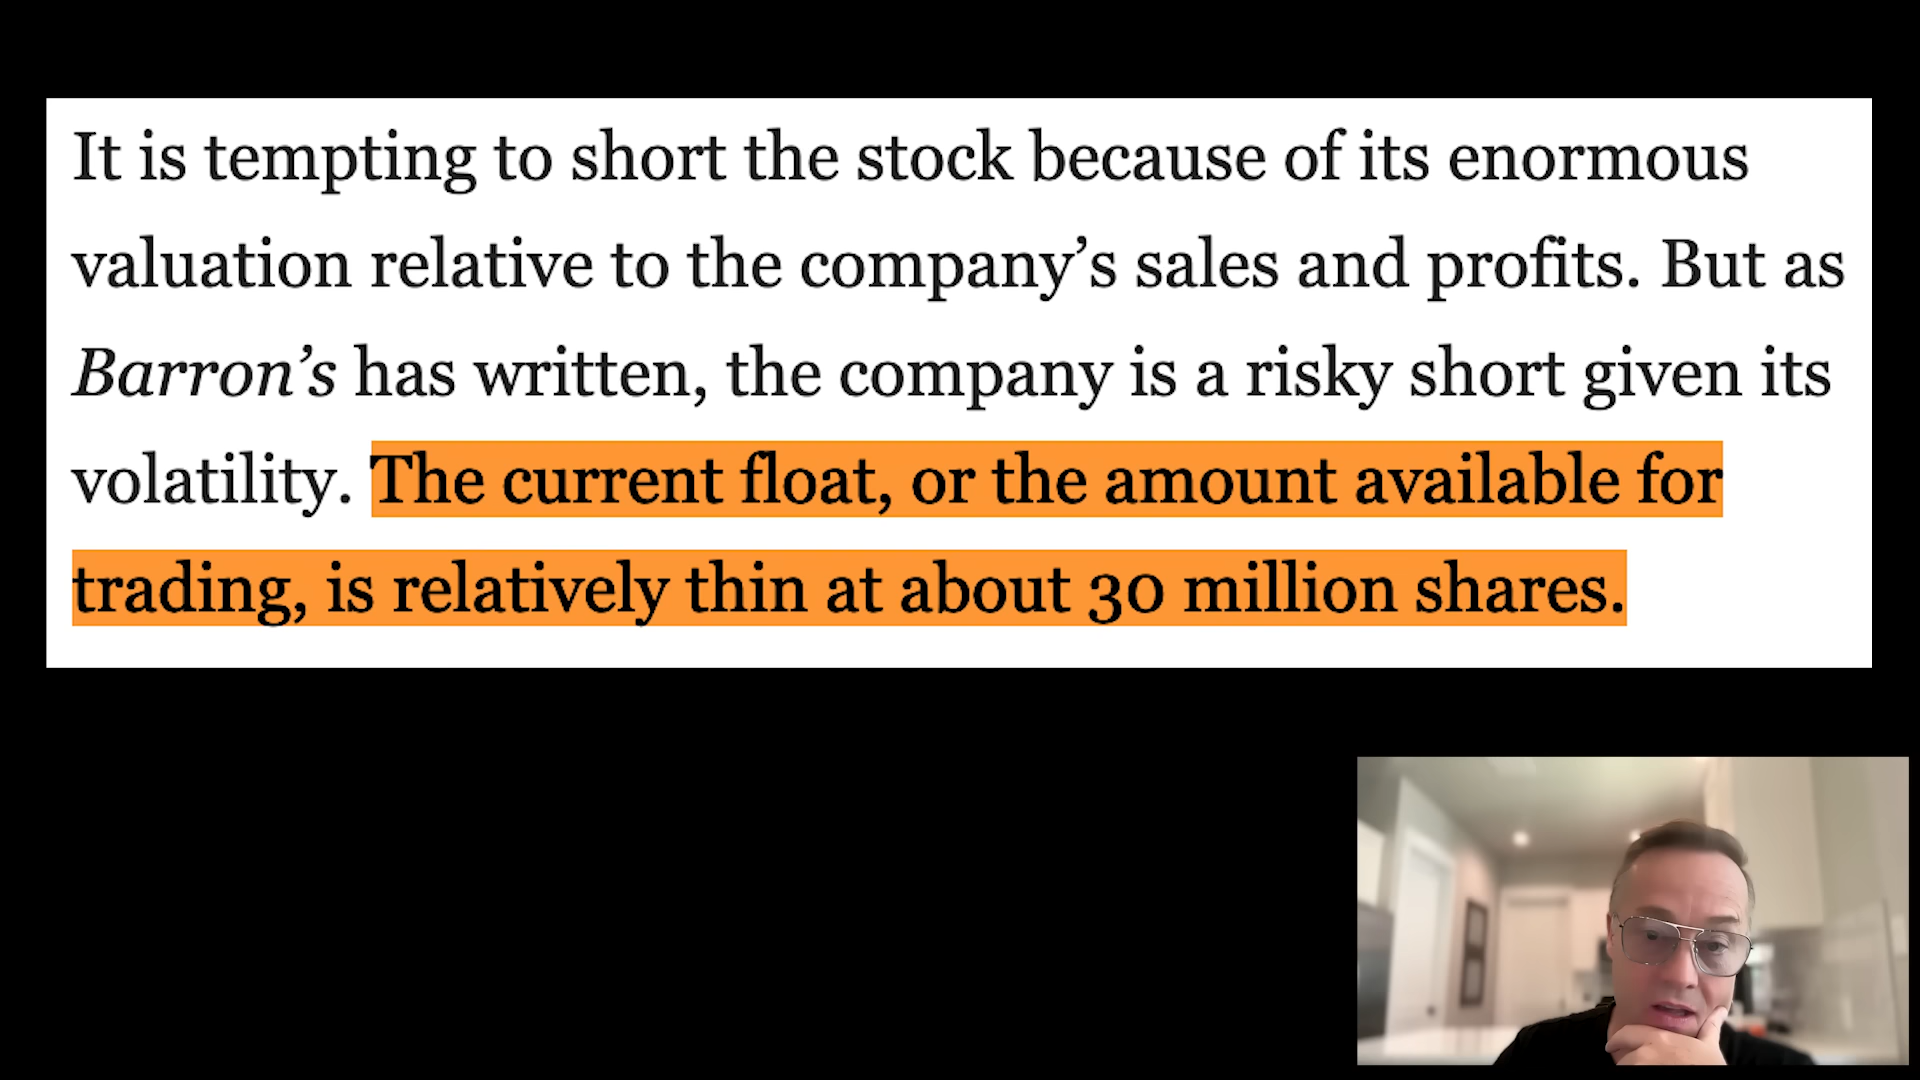 It is tempting to short the stock because of its enormous
valuation relative to the company’s sales and profits. But as
Barron’s has written, the company is a risky short given its
volatility. The current float, or the amount available for
trading, is relatively thin at about 30 million shares.